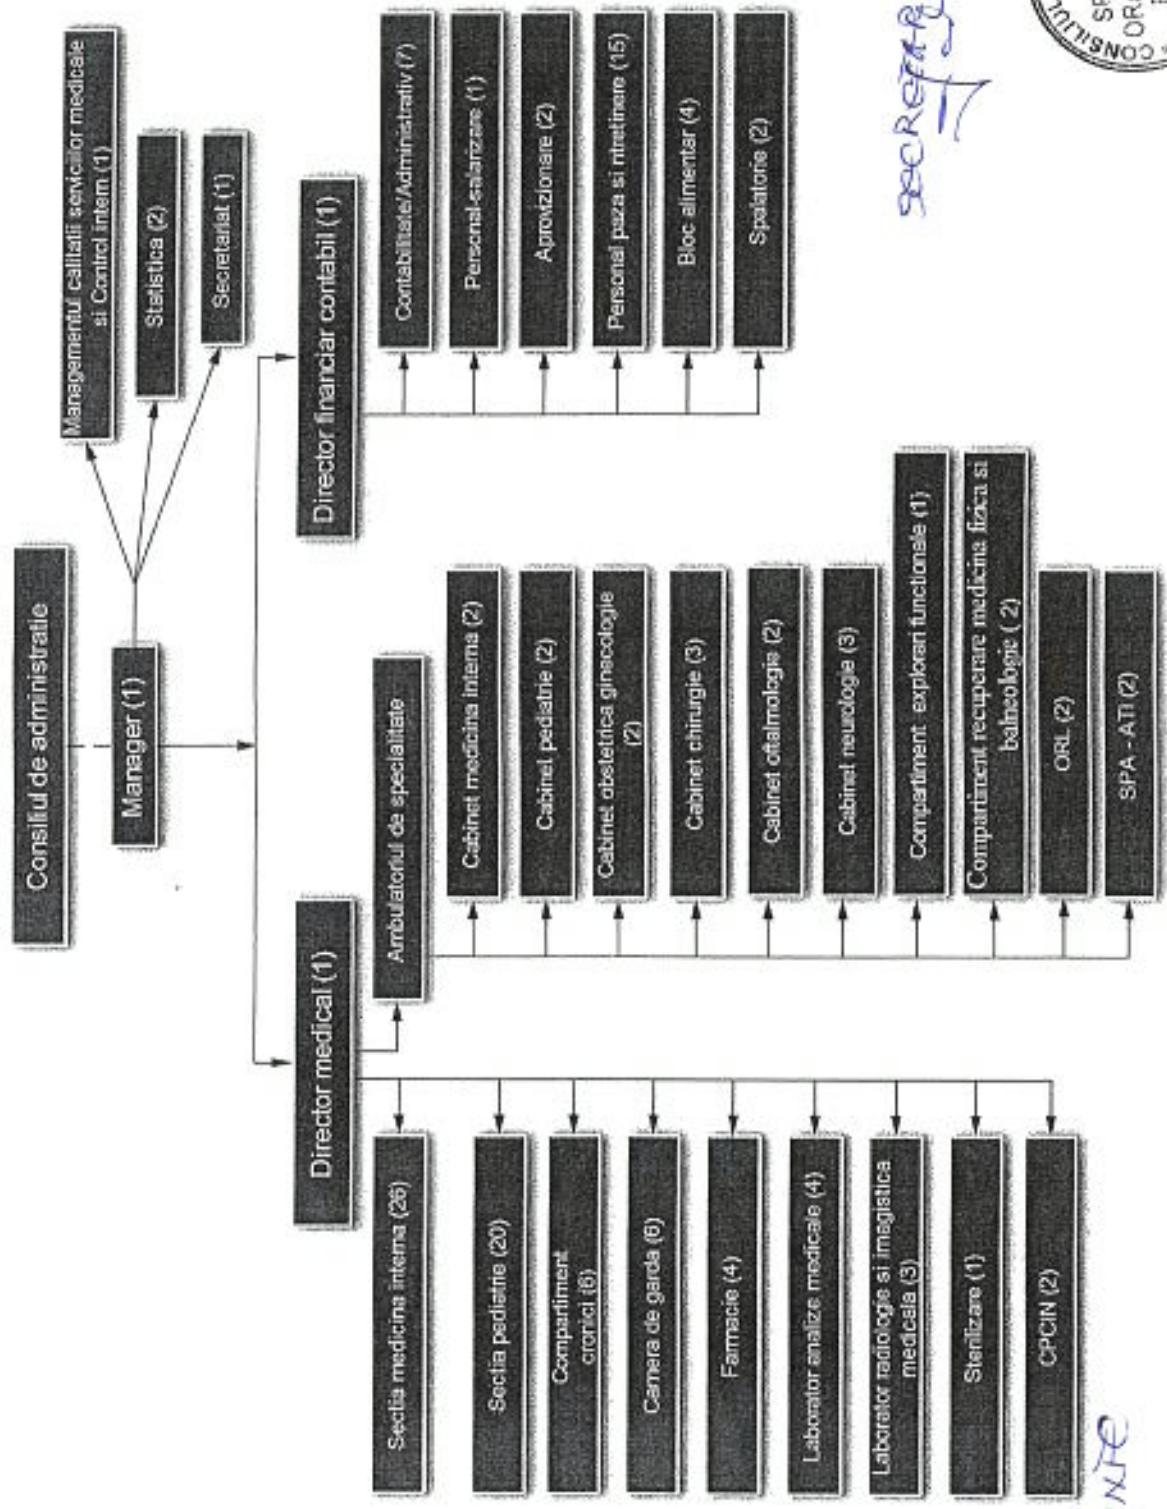 Consiliul de administratie
Manager (1)
Managementul calitatii serviciilor medicale
si Control intern (1)
Statistica (2)
Secretariat (1)
Director medical (1)
Director financiar contabil (1)
Sectia medicina interna (26)
Sectia pediatrie (20)
Compartiment
cronici (6)
Camera de garda (6)
Farmacie (4)
Laborator analize medicale (4)
Laborator radiologie si imagistica
medicala (3)
Sterilizare (1)
CPCIN (2)
Ambulatoriul de specialitate
Cabinet medicina interna (2)
Cabinet pediatrie (2)
Cabinet obstetrica ginecologie
(2)
Cabinet chirurgie (3)
Cabinet oftalmologie (2)
Cabinet neurologie (3)
Compartiment explorari functionale (1)
Compartiment recuperare medicina fizica si
balneologie ( 2)
ORL (2)
SPA - ATI (2)
Contabilitate/Administrativ (7)
Personal-salarizare (1)
Aprovizionare (2)
Personal paza si intretinere (15)
Bloc alimentar (4)
Spalatorie (2)
CONSILIUL